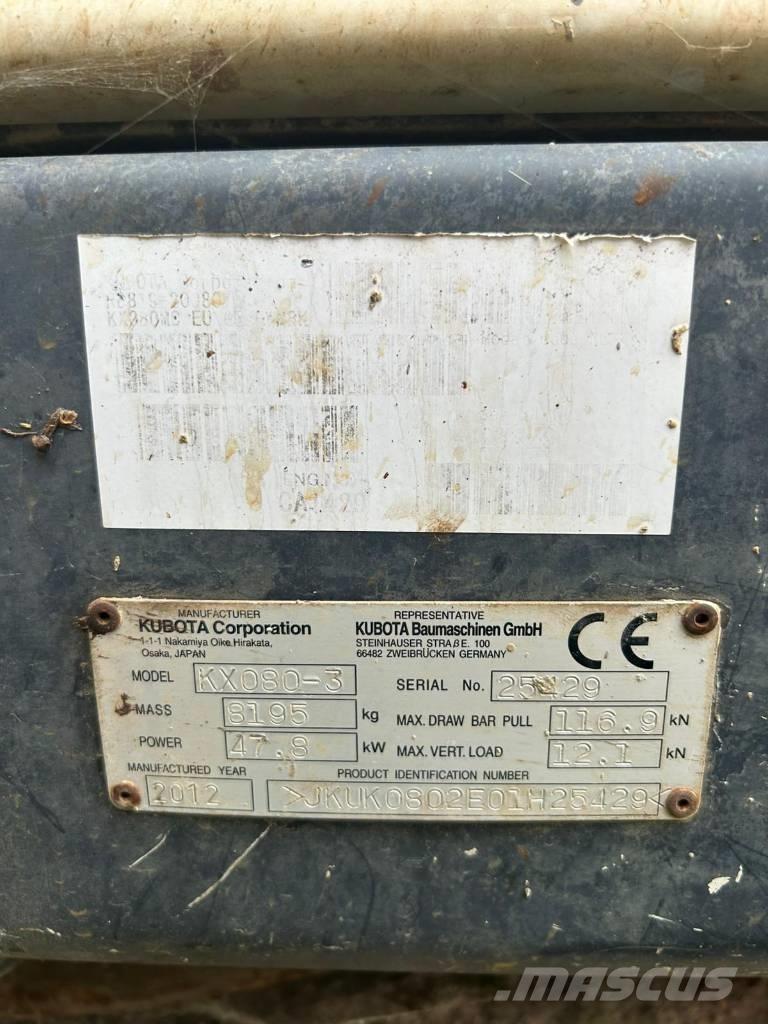 EU
MANUFACTURER
KUBOTA Corporation
1-1-1 Nakamiya Oike Hirakata,
Osaka, JAPAN
REPRESENTATIVE
KUBOTA Baumaschinen GmbH
STEINHAUSER STRAßE. 100
66482 ZWEIBRÜCKEN GERMANY
CE
MODEL KX080-3 SERIAL No. 25429
MASS 8195 kg MAX. DRAW BAR PULL 116.9 kN
POWER 47.8 kW MAX. VERT. LOAD 12.1 kN
MANUFACTURED YEAR PRODUCT IDENTIFICATION NUMBER
2012 >JKUK0802E01H25429<
MASCUS